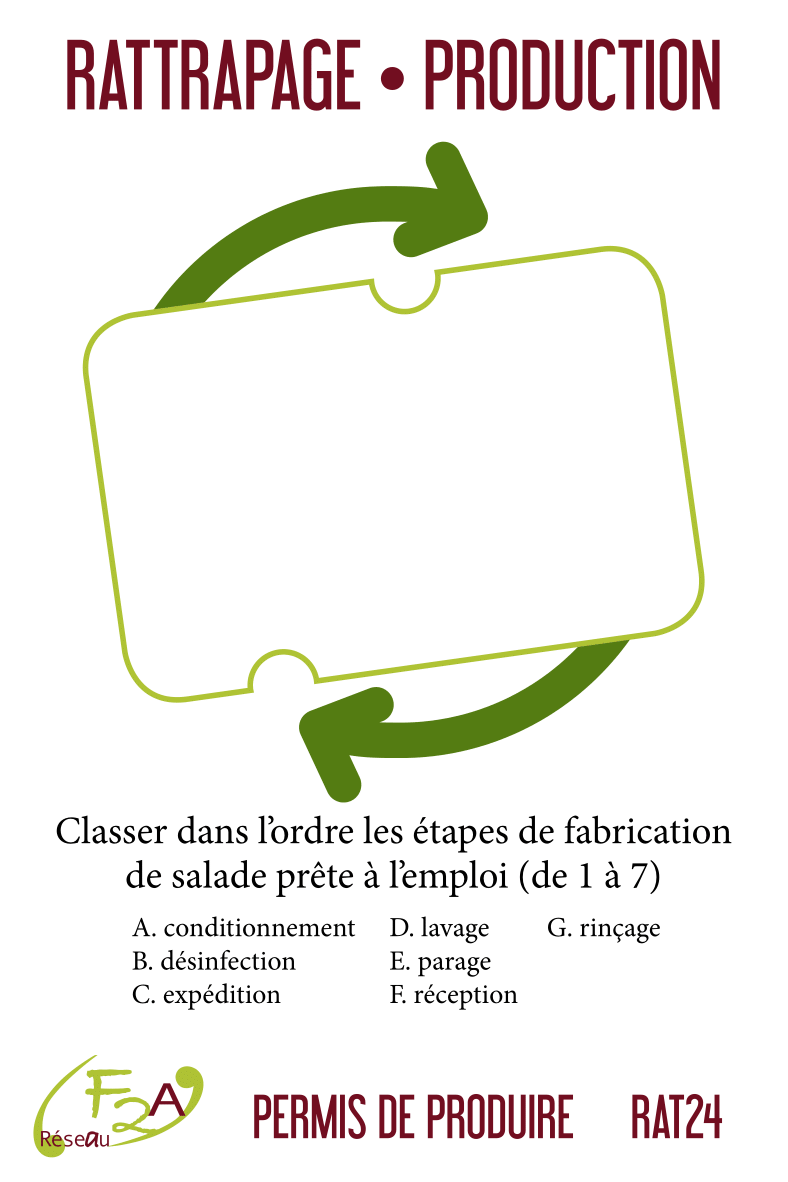 RATTRAPAGE • PRODUCTION
Classer dans l’ordre les étapes de fabrication
de salade prête à l’emploi (de 1 à 7)
A. conditionnement D. lavage G. rinçage
B. désinfection E. parage
C. expédition F. réception
F2A
Réseau
PERMIS DE PRODUIRE RAT24